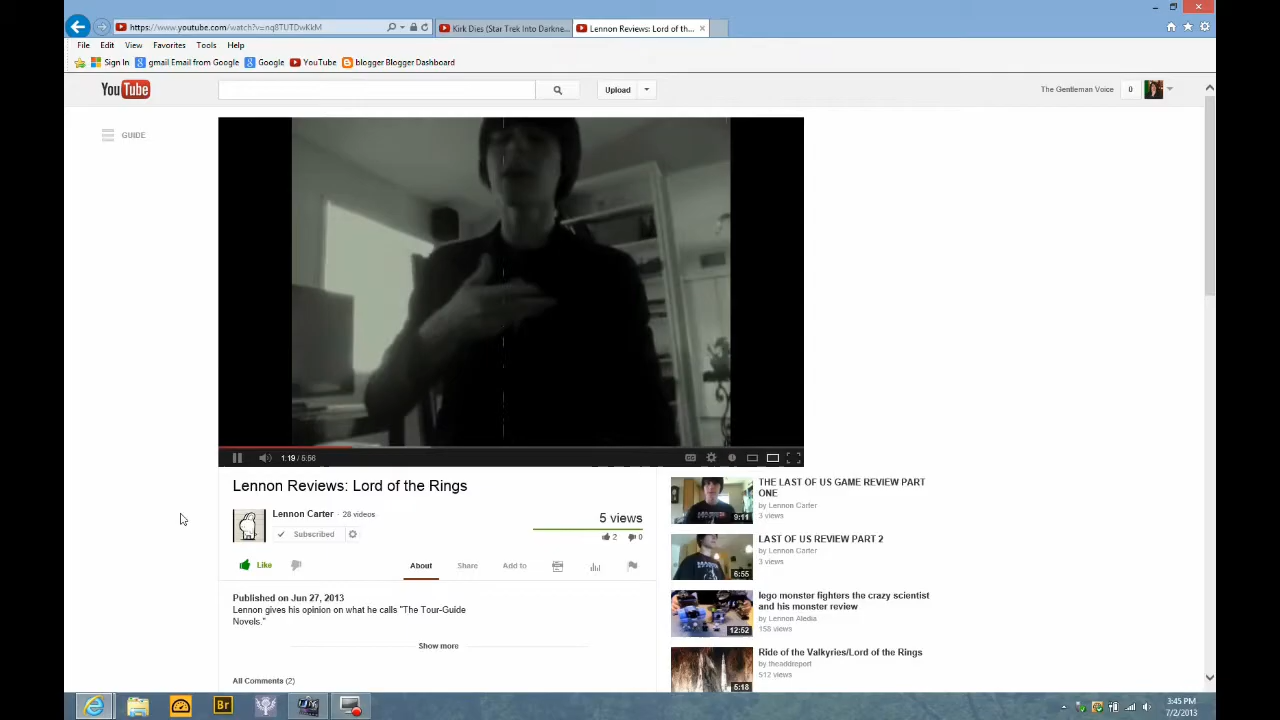 https://www.youtube.com/watch?v=nq8TUTDwKkM
Kirk Dies (Star Trek Into Darkne...
Lennon Reviews: Lord of th...
File Edit View Favorites Tools Help
Sign In gmail Email from Google Google YouTube blogger Blogger Dashboard
YouTube
Upload
The Gentleman Voice 0
GUIDE
1:19 / 5:56
CC
Lennon Reviews: Lord of the Rings
Lennon Carter · 28 videos
Subscribed
5 views
2 0
Like
About Share Add to
Published on Jun 27, 2013
Lennon gives his opinion on what he calls "The Tour-Guide
Novels."
Show more
All Comments (2)
THE LAST OF US GAME REVIEW PART
ONE
by Lennon Carter
3 views
9:11
LAST OF US REVIEW PART 2
by Lennon Carter
3 views
6:55
lego monster fighters the crazy scientist
and his monster review
by Lennon Aledia
158 views
12:52
Ride of the Valkyries/Lord of the Rings
by theaddreport
512 views
5:18
Br
3:45 PM
7/2/2013